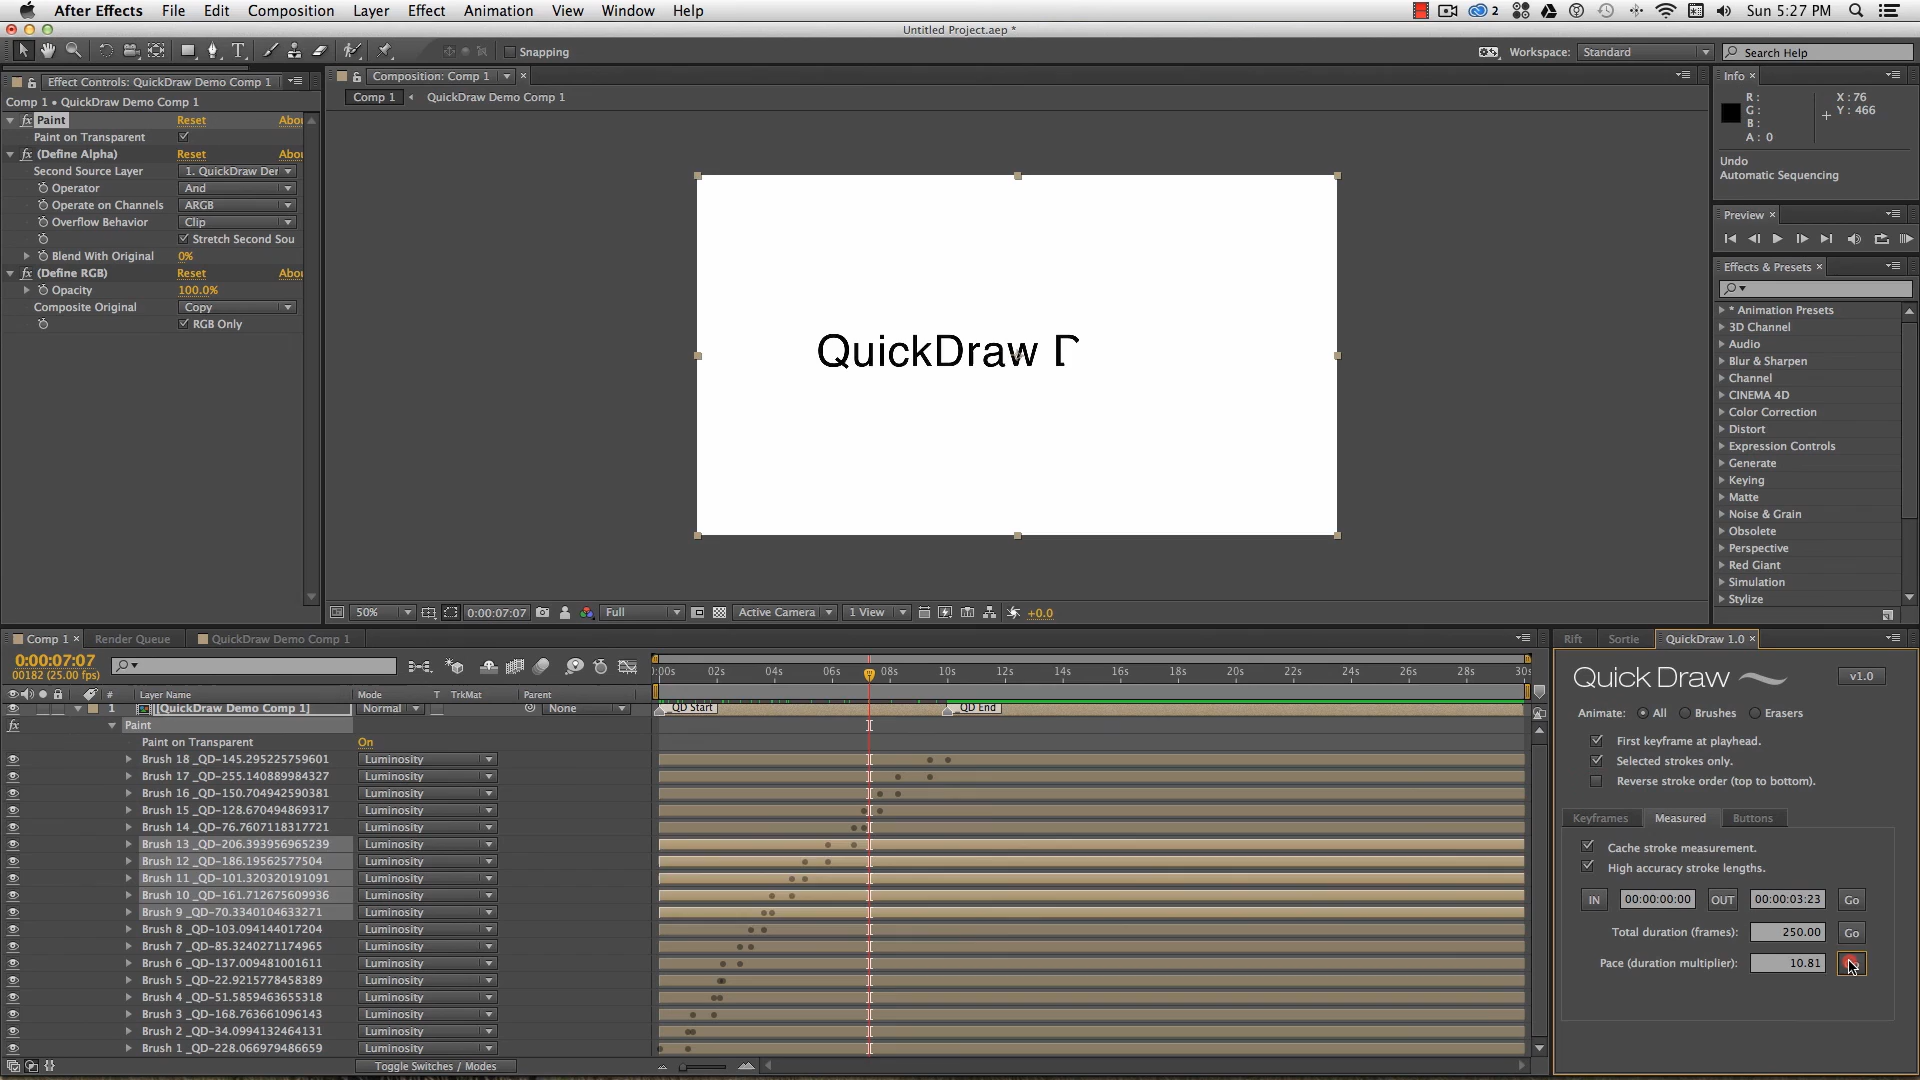 After Effects File Edit Composition Layer Effect Animation View Window Help 2 Sun 5:27 PM
Untitled Project.aep *
Snapping Workspace: Standard Search Help
Effect Controls: QuickDraw Demo Comp 1
Comp 1 • QuickDraw Demo Comp 1
fx Paint Reset Abou
Paint on Transparent
fx (Define Alpha) Reset Abou
Second Source Layer 1. QuickDraw Der
Operator And
Operate on Channels ARGB
Overflow Behavior Clip
Stretch Second Sou
Blend With Original 0%
fx (Define RGB) Reset Abou
Opacity 100.0%
Composite Original Copy
RGB Only
Composition: Comp 1
Comp 1 QuickDraw Demo Comp 1
QuickDraw D
50% 0:00:07:07 Full Active Camera 1 View +0.0
Info
R :
G :
B :
A : 0
X : 76
Y : 466
Undo
Automatic Sequencing
Preview
Effects & Presets
* Animation Presets
3D Channel
Audio
Blur & Sharpen
Channel
CINEMA 4D
Color Correction
Distort
Expression Controls
Generate
Keying
Matte
Noise & Grain
Obsolete
Perspective
Red Giant
Simulation
Stylize
Comp 1 Render Queue QuickDraw Demo Comp 1
0:00:07:07
00182 (25.00 fps)
:00s 02s 04s 06s 08s 10s 12s 14s 16s 18s 20s 22s 24s 26s 28s 30s
# Layer Name Mode T TrkMat Parent
1 [QuickDraw Demo Comp 1] Normal None QD Start QD End
fx Paint
Paint on Transparent On
Brush 18 _QD-145.295225759601 Luminosity
Brush 17 _QD-255.140889984327 Luminosity
Brush 16 _QD-150.704942590381 Luminosity
Brush 15 _QD-128.670494869317 Luminosity
Brush 14 _QD-76.7607118317721 Luminosity
Brush 13 _QD-206.393956965239 Luminosity
Brush 12 _QD-186.19562577504 Luminosity
Brush 11 _QD-101.320320191091 Luminosity
Brush 10 _QD-161.712675609936 Luminosity
Brush 9 _QD-70.3340104633271 Luminosity
Brush 8 _QD-103.094144017204 Luminosity
Brush 7 _QD-85.3240271174965 Luminosity
Brush 6 _QD-137.009481001611 Luminosity
Brush 5 _QD-22.9215778458389 Luminosity
Brush 4 _QD-51.5859463655318 Luminosity
Brush 3 _QD-168.763661096143 Luminosity
Brush 2 _QD-34.0994132464131 Luminosity
Brush 1 _QD-228.066979486659 Luminosity
Toggle Switches / Modes
Rift Sortie QuickDraw 1.0
Quick Draw v1.0
Animate: All Brushes Erasers
First keyframe at playhead.
Selected strokes only.
Reverse stroke order (top to bottom).
Keyframes Measured Buttons
Cache stroke measurement.
High accuracy stroke lengths.
IN 00:00:00:00 OUT 00:00:03:23 Go
Total duration (frames): 250.00 Go
Pace (duration multiplier): 10.81